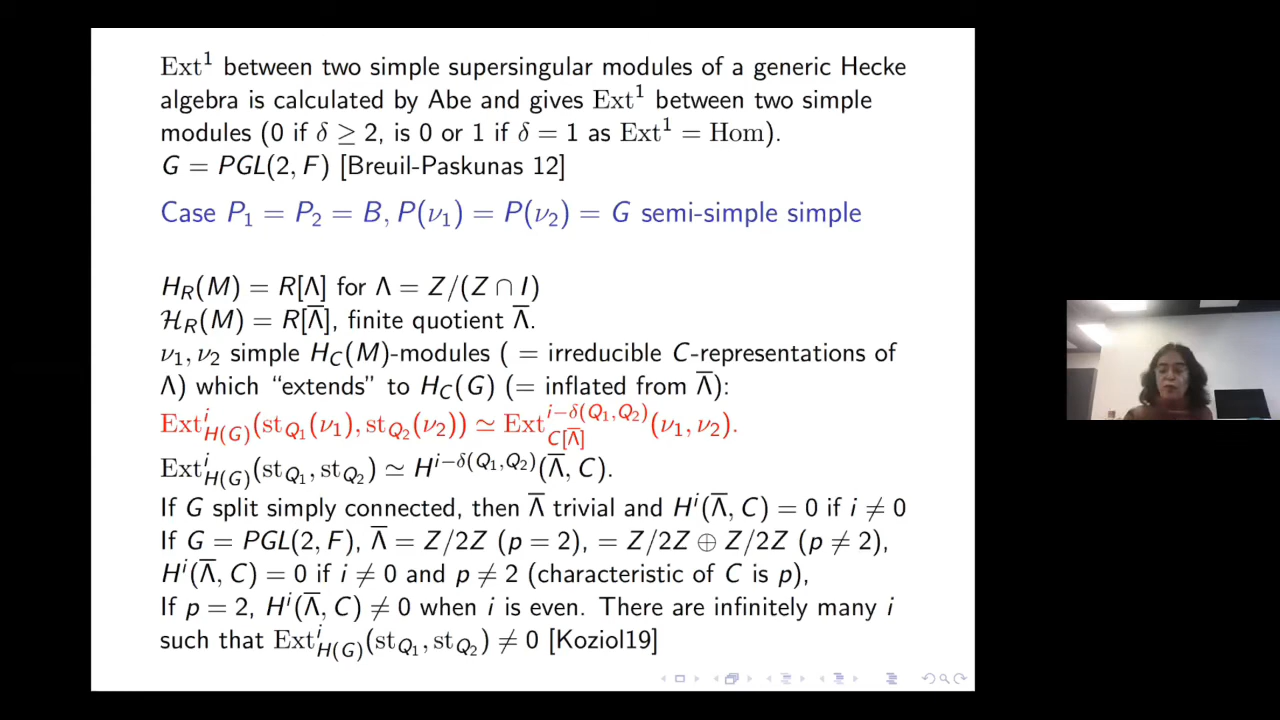 Ext¹ between two simple supersingular modules of a generic Hecke
algebra is calculated by Abe and gives Ext¹ between two simple
modules (0 if δ ≥ 2, is 0 or 1 if δ = 1 as Ext¹ = Hom).
G = PGL(2, F) [Breuil-Paskunas 12]
Case P₁ = P₂ = B, P(ν₁) = P(ν₂) = G semi-simple simple
H_R(M) = R[Λ] for Λ = Z/(Z ∩ I)
ℋ_R(M) = R[Λ̅], finite quotient Λ̅.
ν₁, ν₂ simple H_C(M)-modules ( = irreducible C-representations of
Λ) which “extends” to H_C(G) (= inflated from Λ̅):
Ext^i_{H(G)}(st_{Q₁}(ν₁), st_{Q₂}(ν₂)) ≃ Ext^{i−δ(Q₁,Q₂)}_{C[Λ̅]}(ν₁, ν₂).
Ext^i_{H(G)}(st_{Q₁}, st_{Q₂}) ≃ H^{i−δ(Q₁,Q₂)}(Λ̅, C).
If G split simply connected, then Λ̅ trivial and H^i(Λ̅, C) = 0 if i ≠ 0
If G = PGL(2, F), Λ̅ = Z/2Z (p = 2), = Z/2Z ⊕ Z/2Z (p ≠ 2),
H^i(Λ̅, C) = 0 if i ≠ 0 and p ≠ 2 (characteristic of C is p),
If p = 2, H^i(Λ̅, C) ≠ 0 when i is even. There are infinitely many i
such that Ext^i_{H(G)}(st_{Q₁}, st_{Q₂}) ≠ 0 [Koziol19]